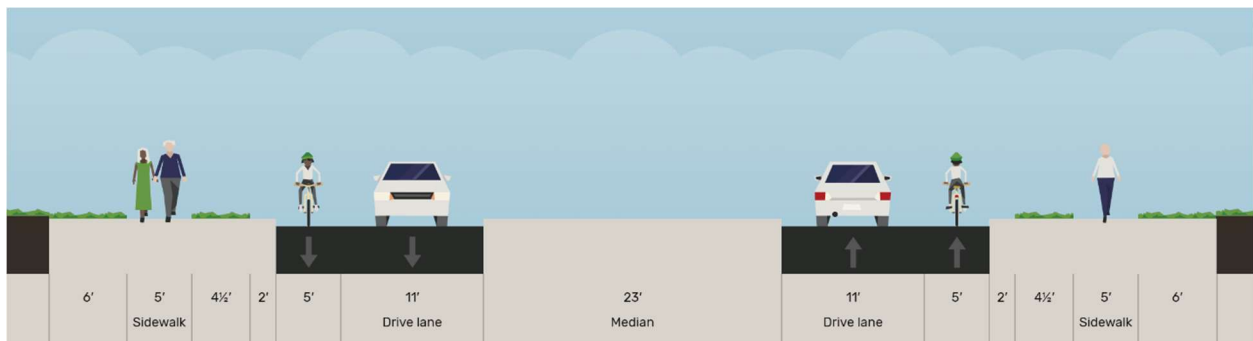 6′ 5′ 4½′ 2′ 5′ 11′ 23′ 11′ 5′ 2′ 4½′ 5′ 6′
Sidewalk Drive lane Median Drive lane Sidewalk